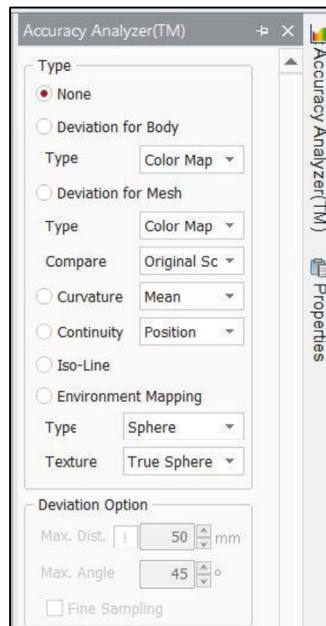 Accuracy Analyzer(TM)
Type
None
Deviation for Body
Type Color Map
Deviation for Mesh
Type Color Map
Compare Original Sc
Curvature Mean
Continuity Position
Iso-Line
Environment Mapping
Type Sphere
Texture True Sphere
Deviation Option
Max. Dist. ! 50 mm
Max. Angle 45 °
Fine Sampling
Accuracy Analyzer(TM)
Properties